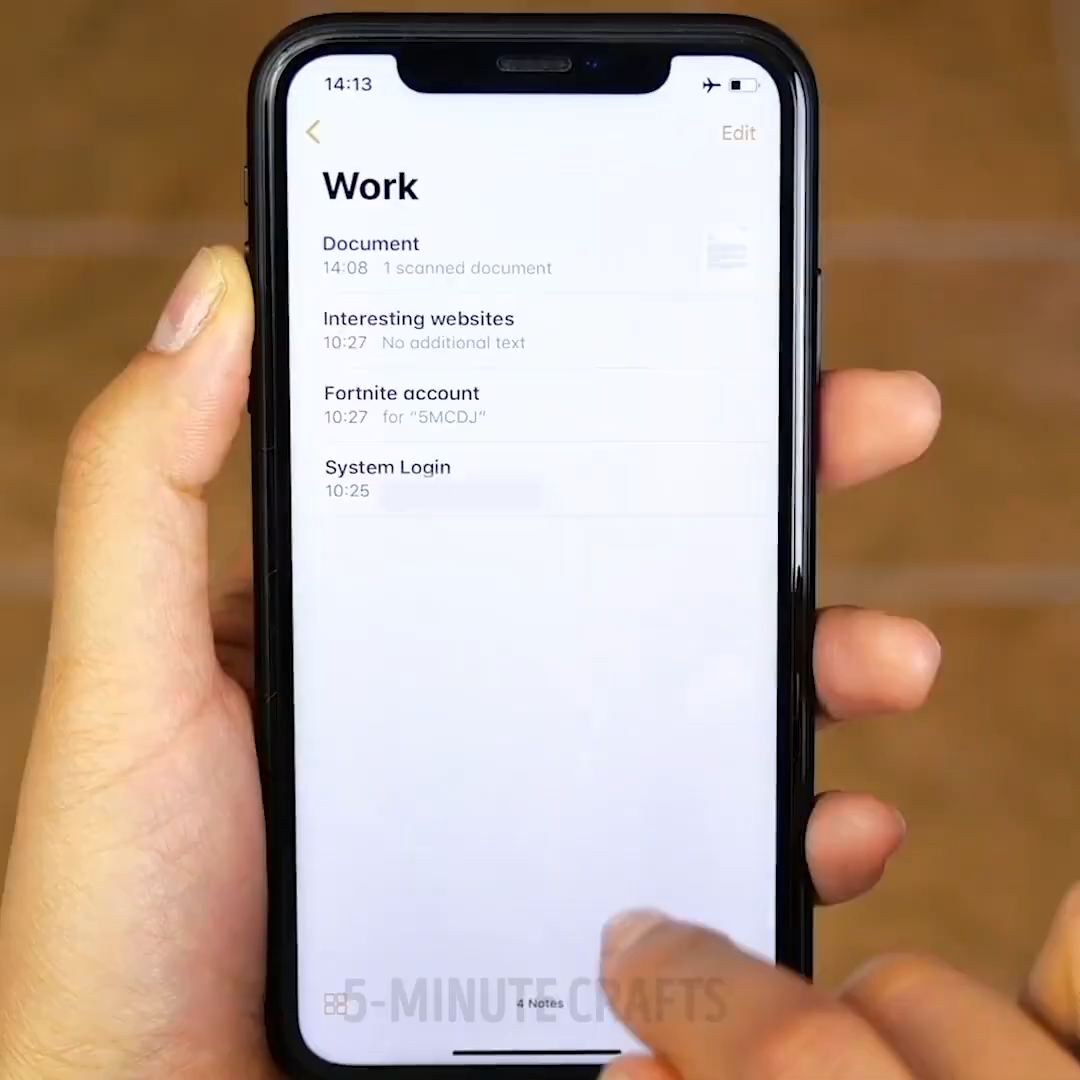 14:13
Edit
Work
Document
14:08 1 scanned document
Interesting websites
10:27 No additional text
Fortnite account
10:27 for “5MCDJ”
System Login
10:25
4 Notes
5-MINUTE CRAFTS